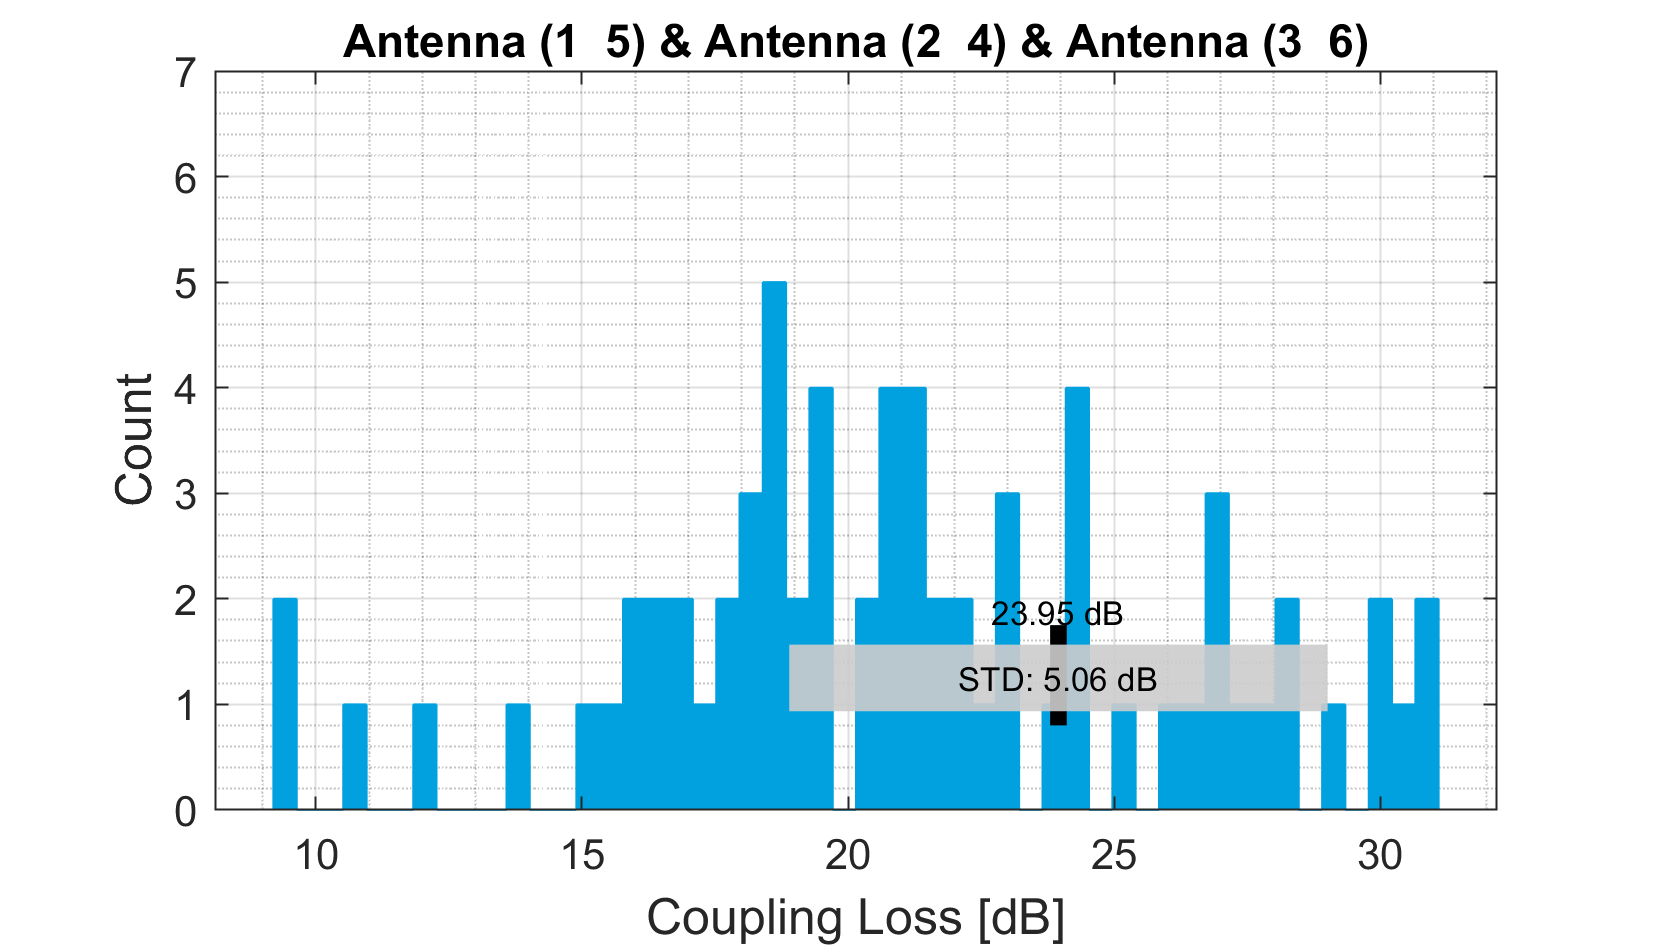 Antenna (1  5) & Antenna (2  4) & Antenna (3  6)
7
6
5
4
3
2
1
0
Count
23.95 dB
STD: 5.06 dB
10 15 20 25 30
Coupling Loss [dB]